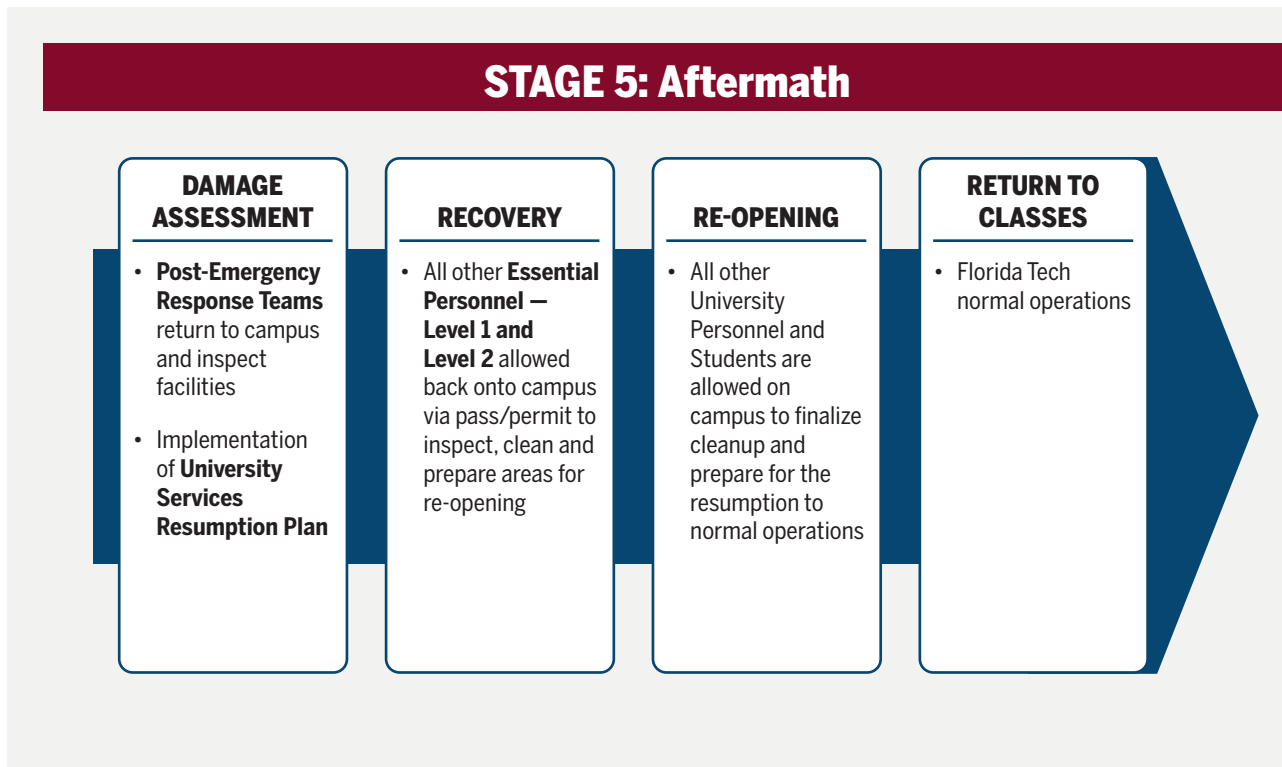 STAGE 5: Aftermath
DAMAGE
ASSESSMENT
• Post-Emergency
Response Teams
return to campus
and inspect
facilities
• Implementation
of University
Services
Resumption Plan
RECOVERY
• All other Essential
Personnel —
Level 1 and
Level 2 allowed
back onto campus
via pass/permit to
inspect, clean and
prepare areas for
re-opening
RE-OPENING
• All other
University
Personnel and
Students are
allowed on
campus to finalize
cleanup and
prepare for the
resumption to
normal operations
RETURN TO
CLASSES
• Florida Tech
normal operations